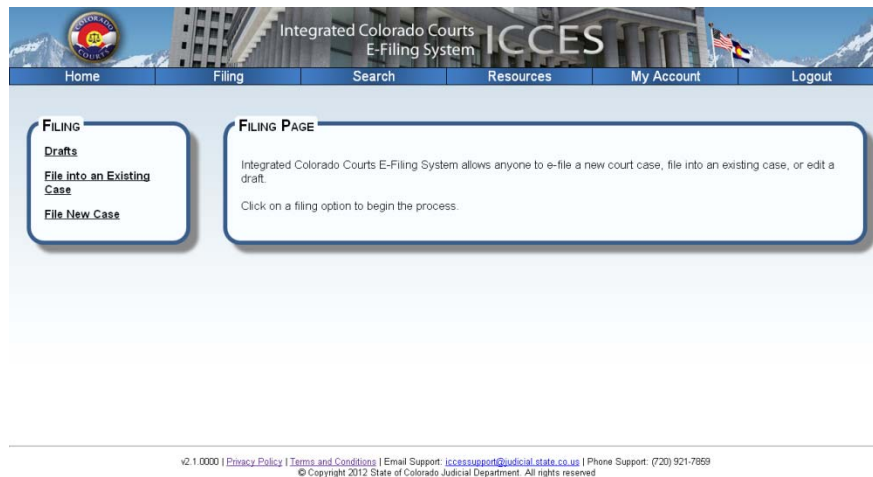 COLORADO
COURTS
Integrated Colorado Courts
E-Filing System
ICCES
Home Filing Search Resources My Account Logout
FILING
Drafts
File into an Existing
Case
File New Case
FILING PAGE
Integrated Colorado Courts E-Filing System allows anyone to e-file a new court case, file into an existing case, or edit a
draft.
Click on a filing option to begin the process.
v2.1.0000 | Privacy Policy | Terms and Conditions | Email Support: iccessupport@judicial.state.co.us | Phone Support: (720) 921-7859
© Copyright 2012 State of Colorado Judicial Department. All rights reserved